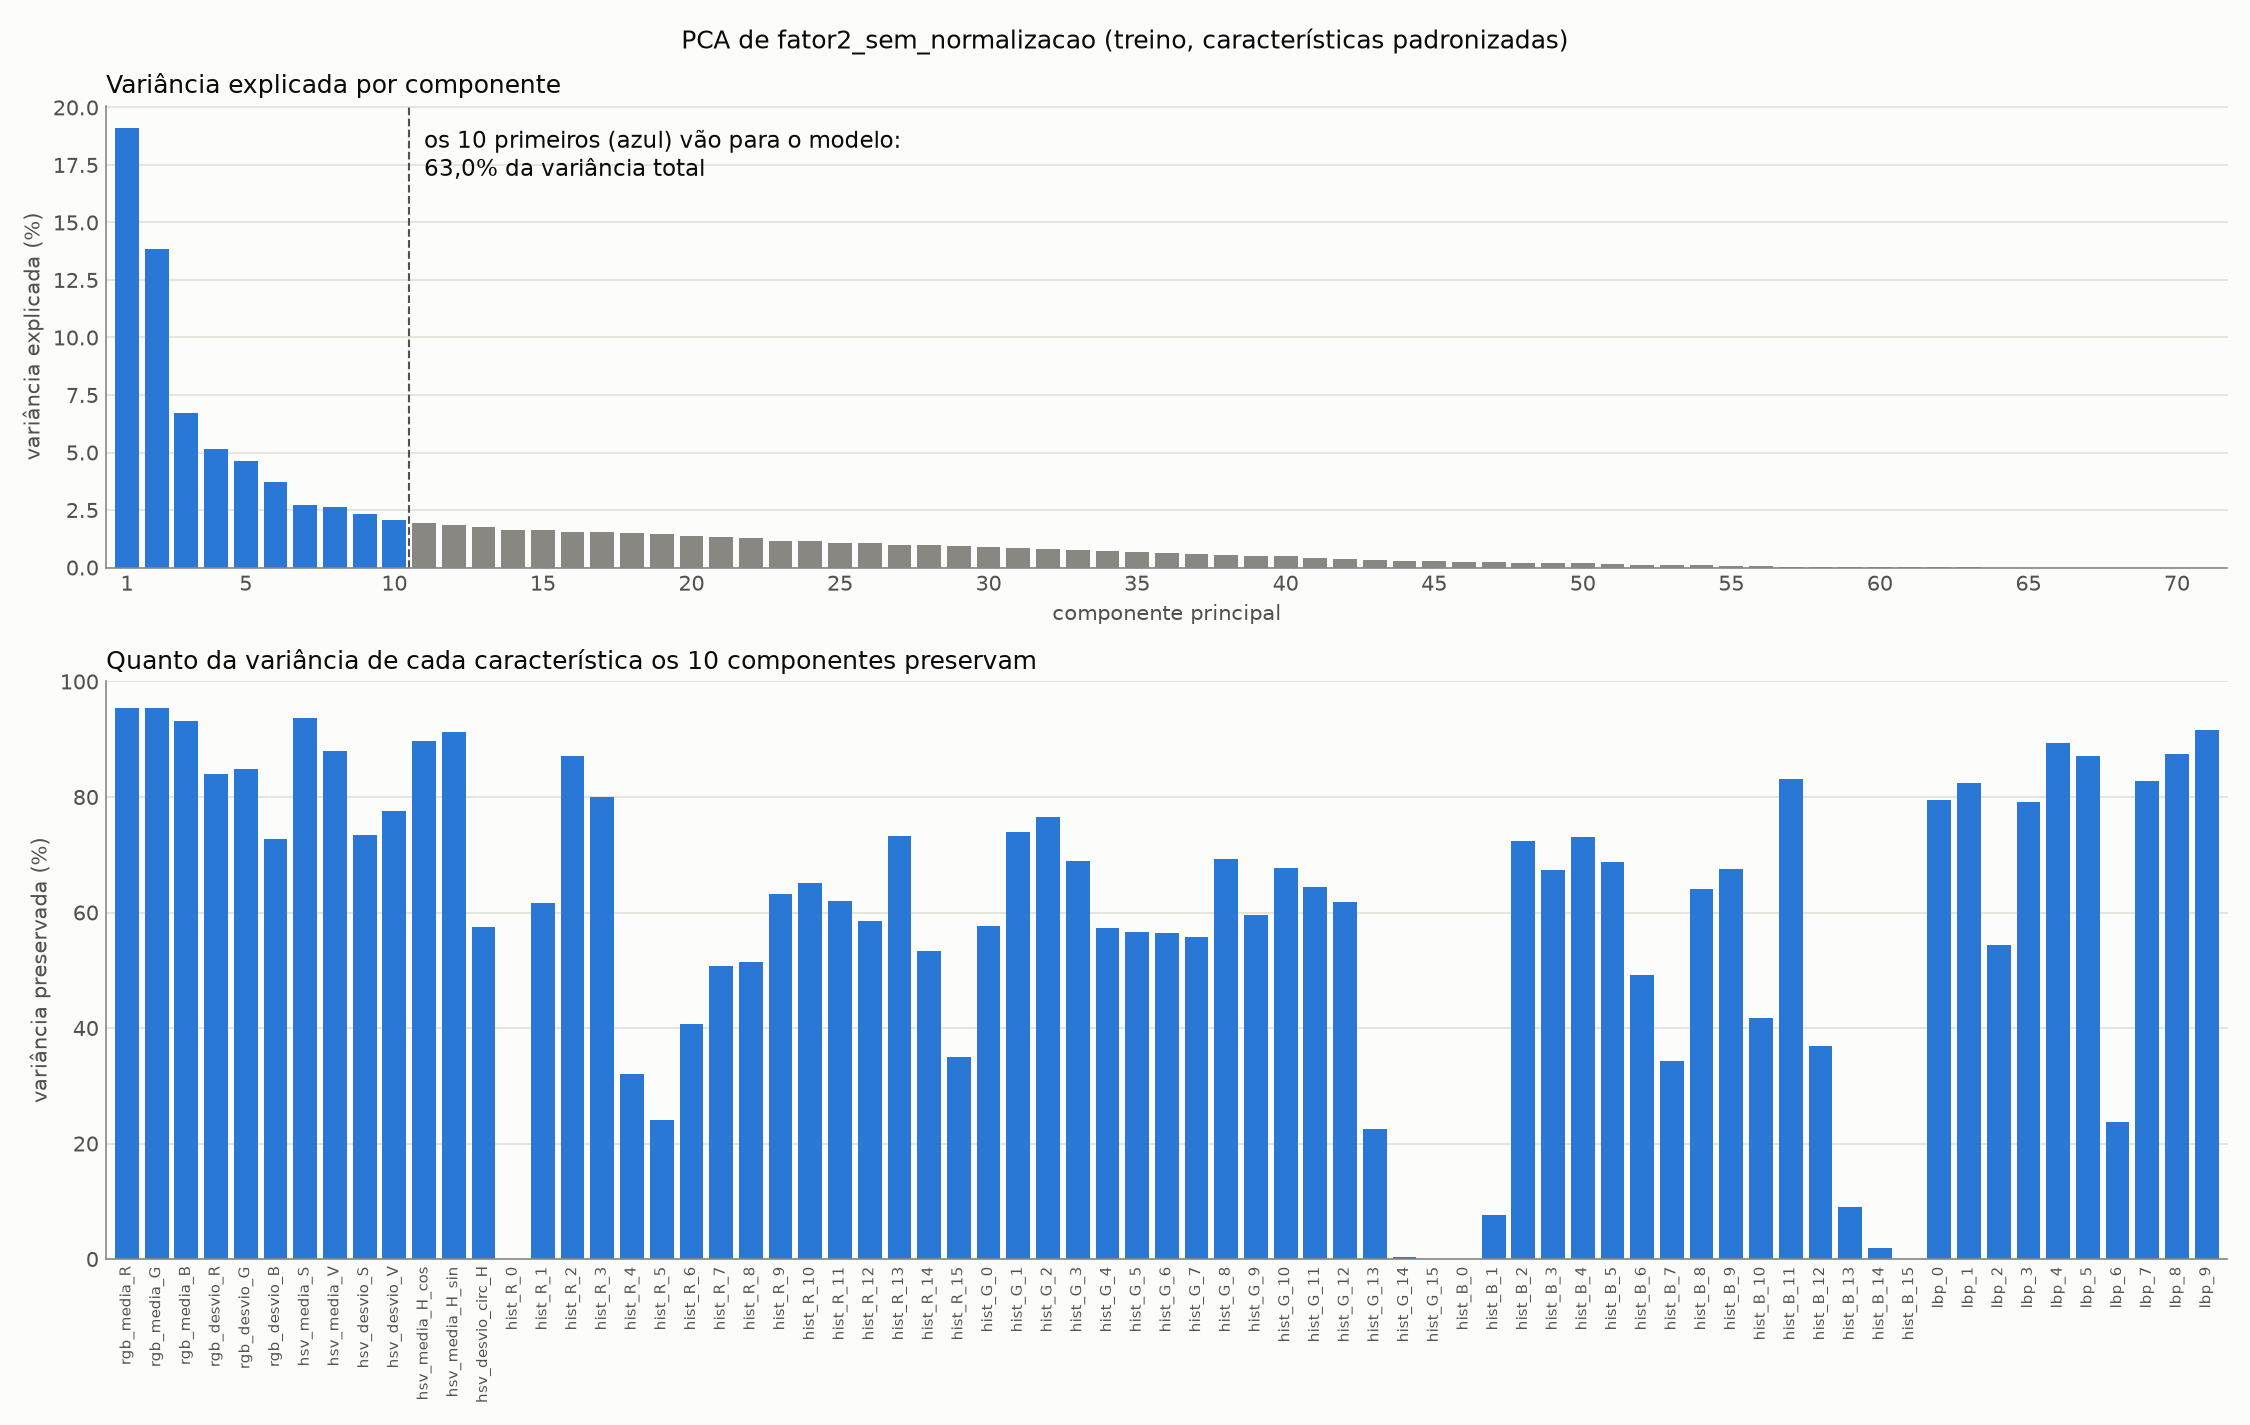 PCA de fator2_sem_normalizacao (treino, características padronizadas)
Variância explicada por componente
20.0
17.5
15.0
12.5
10.0
7.5
5.0
2.5
0.0
variância explicada (%)
os 10 primeiros (azul) vão para o modelo:
63,0% da variância total
1 5 10 15 20 25 30 35 40 45 50 55 60 65 70
componente principal
Quanto da variância de cada característica os 10 componentes preservam
100
80
60
40
20
0
variância preservada (%)
rgb_media_R
rgb_media_G
rgb_media_B
rgb_desvio_R
rgb_desvio_G
rgb_desvio_B
hsv_media_S
hsv_media_V
hsv_desvio_S
hsv_desvio_V
hsv_media_H_cos
hsv_media_H_sin
hsv_desvio_circ_H
hist_R_0
hist_R_1
hist_R_2
hist_R_3
hist_R_4
hist_R_5
hist_R_6
hist_R_7
hist_R_8
hist_R_9
hist_R_10
hist_R_11
hist_R_12
hist_R_13
hist_R_14
hist_R_15
hist_G_0
hist_G_1
hist_G_2
hist_G_3
hist_G_4
hist_G_5
hist_G_6
hist_G_7
hist_G_8
hist_G_9
hist_G_10
hist_G_11
hist_G_12
hist_G_13
hist_G_14
hist_G_15
hist_B_0
hist_B_1
hist_B_2
hist_B_3
hist_B_4
hist_B_5
hist_B_6
hist_B_7
hist_B_8
hist_B_9
hist_B_10
hist_B_11
hist_B_12
hist_B_13
hist_B_14
hist_B_15
lbp_0
lbp_1
lbp_2
lbp_3
lbp_4
lbp_5
lbp_6
lbp_7
lbp_8
lbp_9